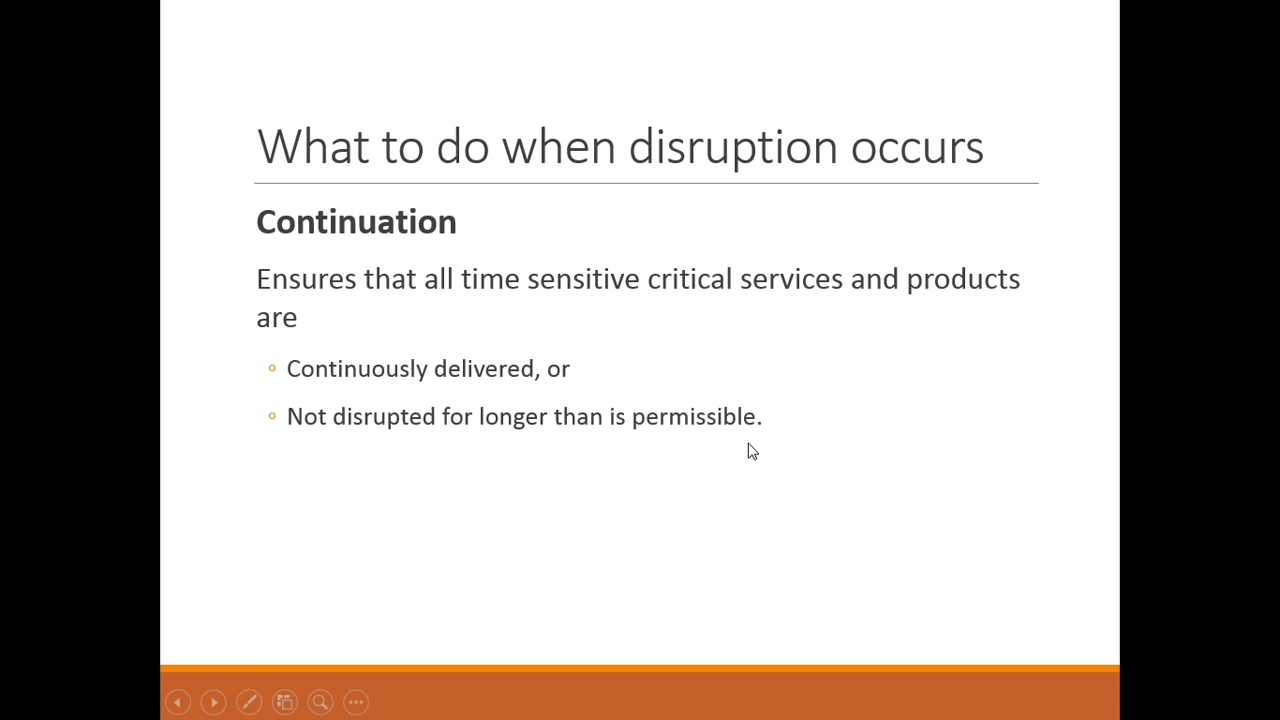 What to do when disruption occurs
Continuation
Ensures that all time sensitive critical services and products
are
Continuously delivered, or
Not disrupted for longer than is permissible.